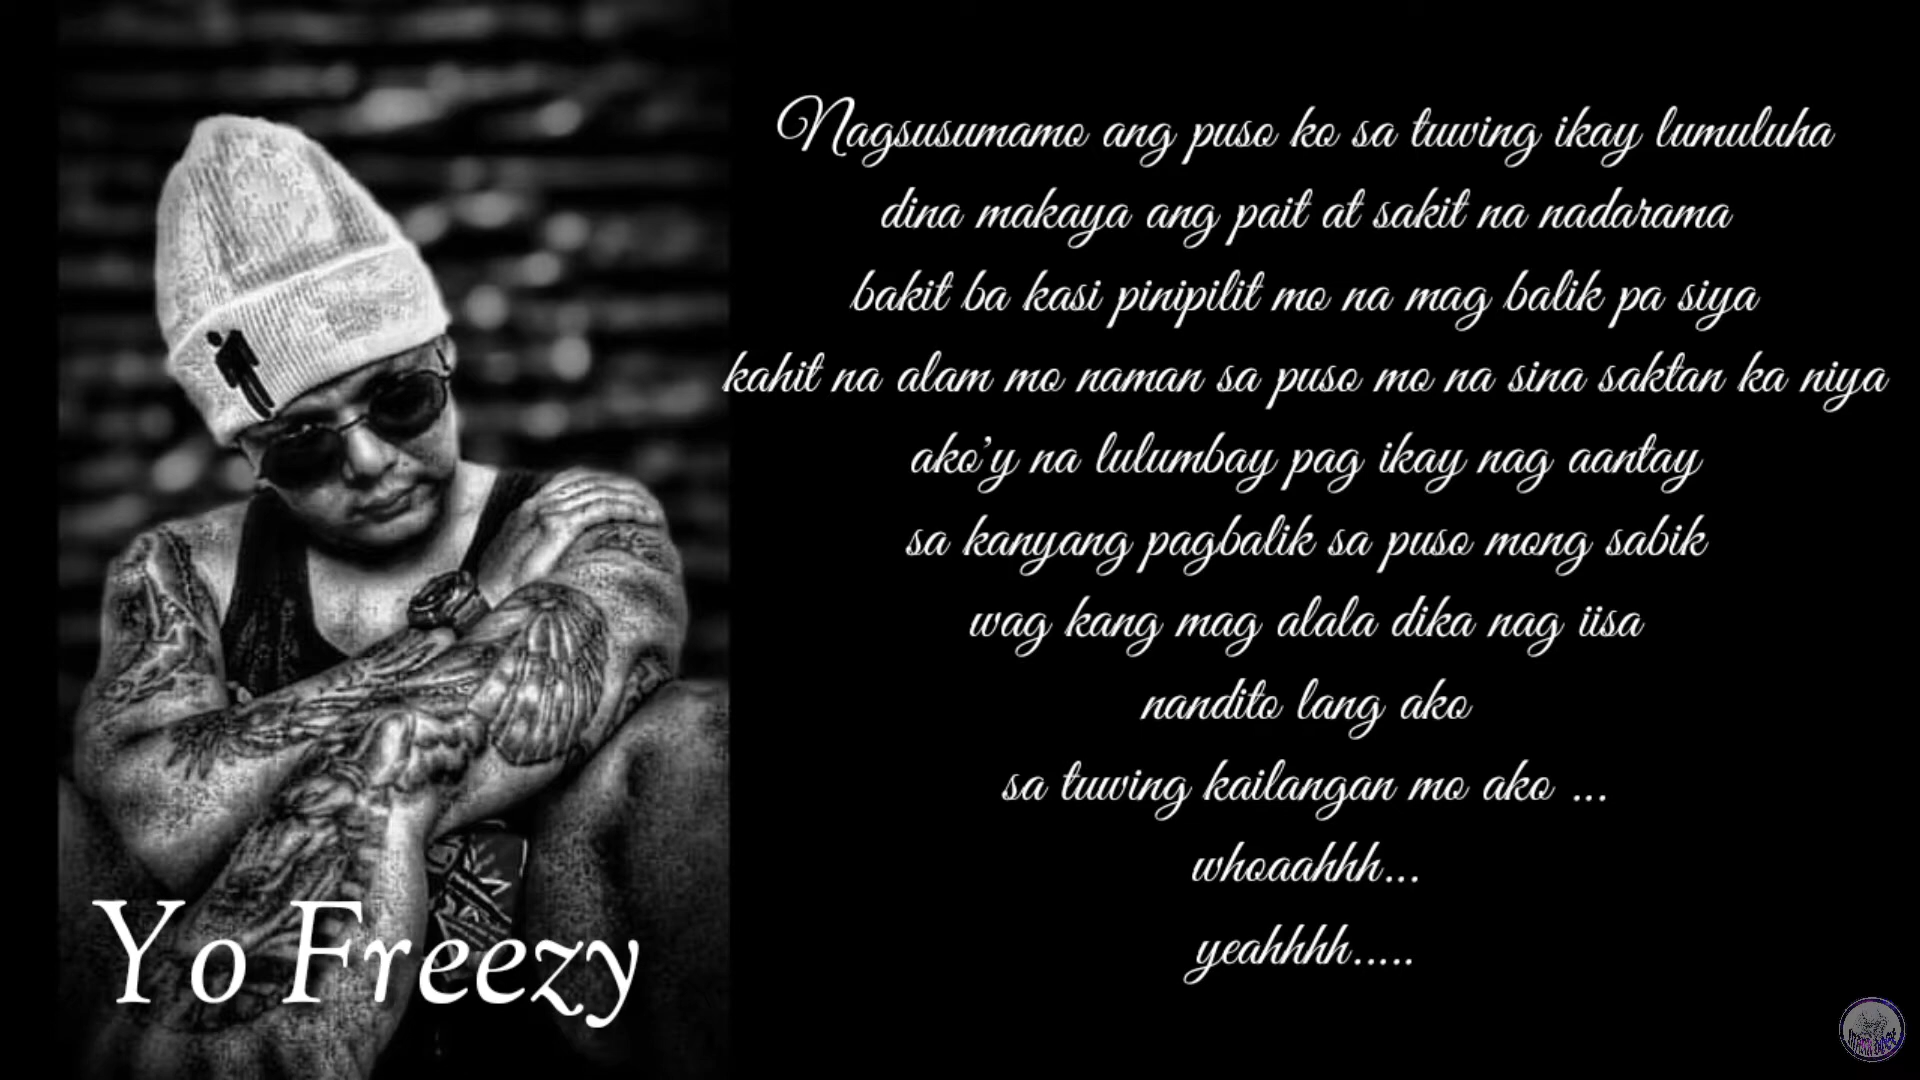 Nagsusumamo ang puso ko sa tuwing ikay lumuluha
dina makaya ang pait at sakit na nadarama
bakit ba kasi pinipilit mo na mag balik pa siya
kahit na alam mo naman sa puso mo na sina saktan ka niya
ako'y na lulumbay pag ikay nag aantay
sa kanyang pagbalik sa puso mong sabik
wag kang mag alala dika nag iisa
nandito lang ako
sa tuwing kailangan mo ako ...
whoaahhh...
yeahhhh.....
Yo Freezy